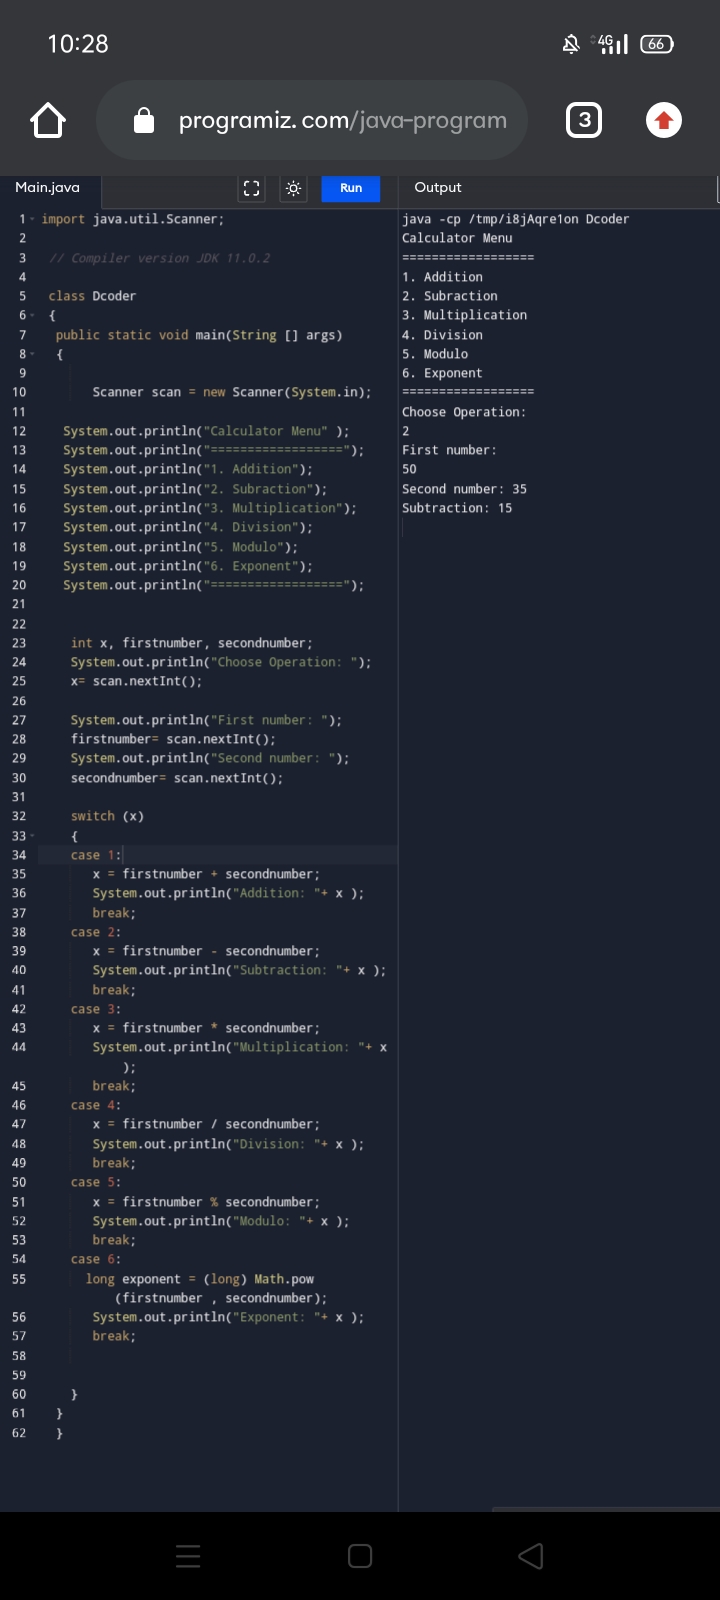 10:28
4G
66
programiz.com/java-program
3
Main.java
Run
Output
1 import java.util.Scanner;
2
3 // Compiler version JDK 11.0.2
4
5 class Dcoder
6 {
7 public static void main(String [] args)
8 {
9
10 Scanner scan = new Scanner(System.in);
11
12 System.out.println("Calculator Menu" );
13 System.out.println("==================");
14 System.out.println("1. Addition");
15 System.out.println("2. Subraction");
16 System.out.println("3. Multiplication");
17 System.out.println("4. Division");
18 System.out.println("5. Modulo");
19 System.out.println("6. Exponent");
20 System.out.println("==================");
21
22
23 int x, firstnumber, secondnumber;
24 System.out.println("Choose Operation: ");
25 x= scan.nextInt();
26
27 System.out.println("First number: ");
28 firstnumber= scan.nextInt();
29 System.out.println("Second number: ");
30 secondnumber= scan.nextInt();
31
32 switch (x)
33 {
34 case 1:
35 x = firstnumber + secondnumber;
36 System.out.println("Addition: "+ x );
37 break;
38 case 2:
39 x = firstnumber - secondnumber;
40 System.out.println("Subtraction: "+ x );
41 break;
42 case 3:
43 x = firstnumber * secondnumber;
44 System.out.println("Multiplication: "+ x
);
45 break;
46 case 4:
47 x = firstnumber / secondnumber;
48 System.out.println("Division: "+ x );
49 break;
50 case 5:
51 x = firstnumber % secondnumber;
52 System.out.println("Modulo: "+ x );
53 break;
54 case 6:
55 long exponent = (long) Math.pow
(firstnumber , secondnumber);
56 System.out.println("Exponent: "+ x );
57 break;
58
59
60 }
61 }
62 }
java -cp /tmp/i8jAqre1on Dcoder
Calculator Menu
==================
1. Addition
2. Subraction
3. Multiplication
4. Division
5. Modulo
6. Exponent
==================
Choose Operation:
2
First number:
50
Second number: 35
Subtraction: 15